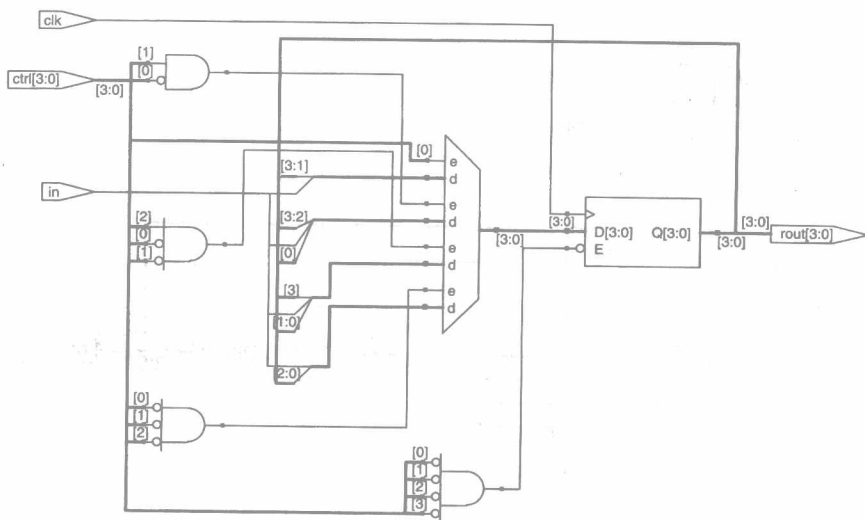 clk
[1]
[0]
ctrl[3:0]
[3:0]
[0]
e
[3:1]
d
in
e
[3:2]
d
[2]
[0]
[1]
[0]
e
d
[3]
[1:0]
e
d
[2:0]
[3:0]
[3:0]
D[3:0]
E
Q[3:0]
[3:0]
[3:0]
rout[3:0]
[0]
[1]
[2]
[0]
[1]
[2]
[3]